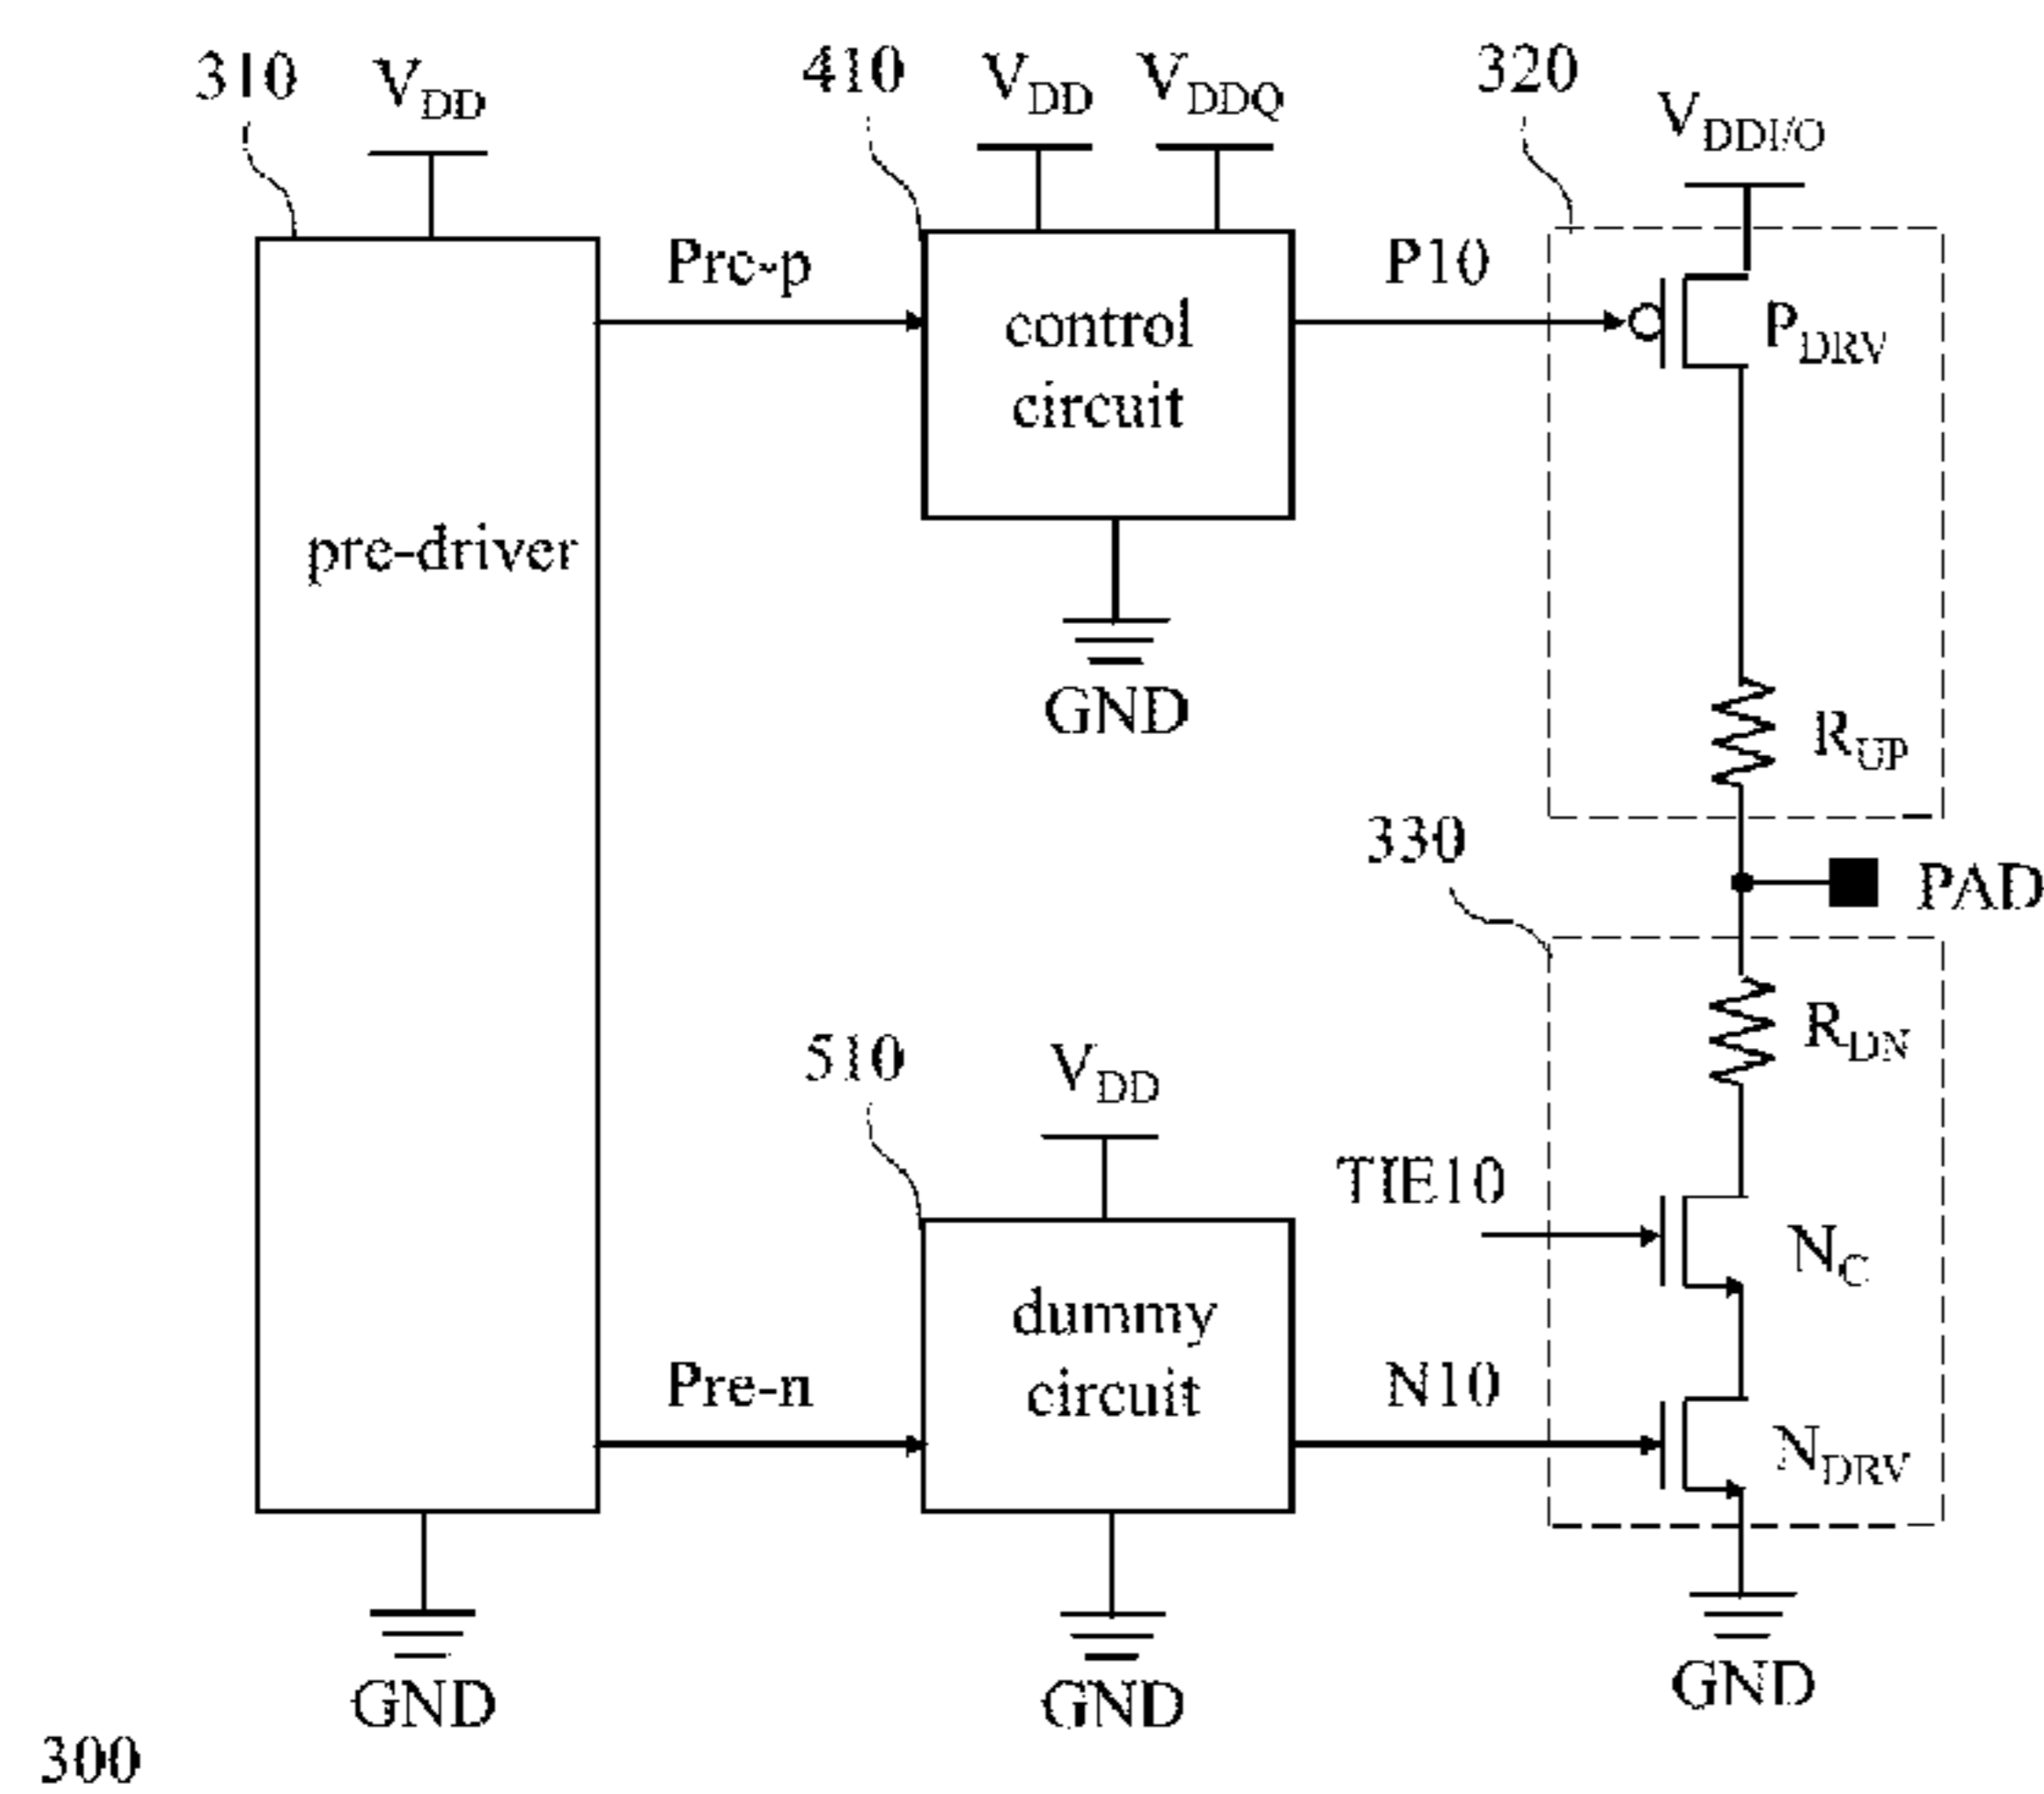 310
VDD
410
VDD
VDDQ
320
VDDI/O
Pre-p
control
circuit
P10
PDRV
pre-driver
GND
RUP
330
PAD
510
VDD
RDN
TIE10
NC
dummy
circuit
Pre-n
N10
NDRV
GND
GND
GND
300